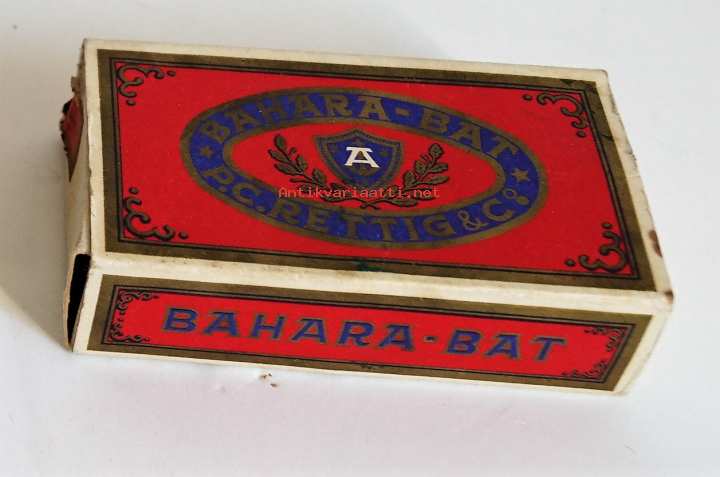 BAHARA-BAT
A
Antikvariaatti.net
P.C. RETTIG & Co
BAHARA-BAT